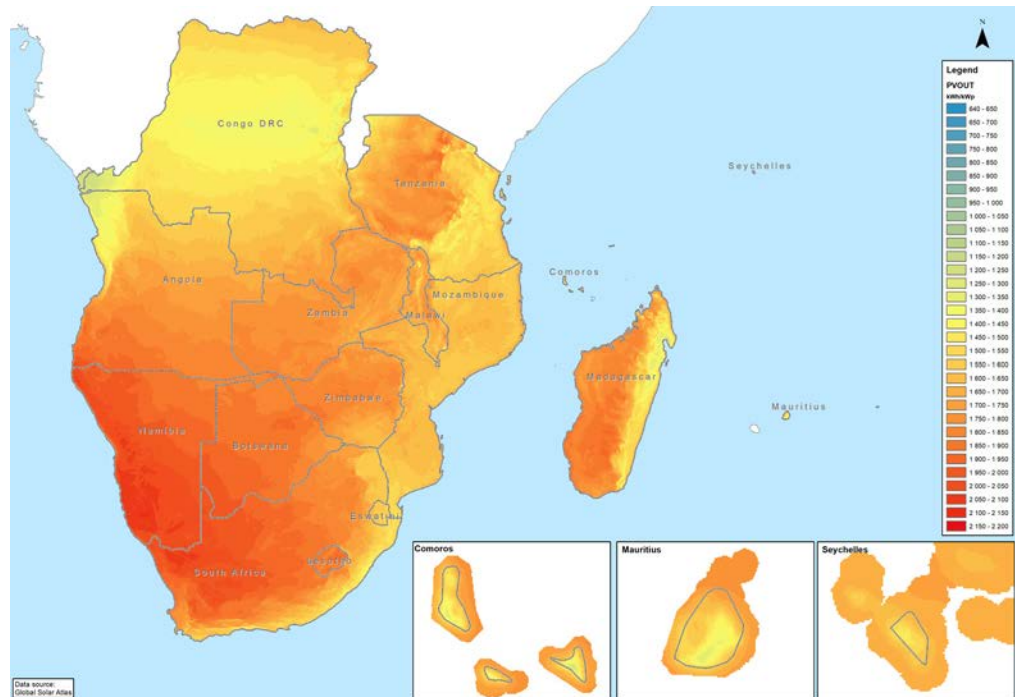 N
Legend
PVOUT
kWh/kWp
640 - 650
650 - 700
700 - 750
750 - 800
800 - 850
850 - 900
900 - 950
950 - 1 000
1 000 - 1 050
1 050 - 1 100
1 100 - 1 150
1 150 - 1 200
1 200 - 1 250
1 250 - 1 300
1 300 - 1 350
1 350 - 1 400
1 400 - 1 450
1 450 - 1 500
1 500 - 1 550
1 550 - 1 600
1 600 - 1 650
1 650 - 1 700
1 700 - 1 750
1 750 - 1 800
1 800 - 1 850
1 850 - 1 900
1 900 - 1 950
1 950 - 2 000
2 000 - 2 050
2 050 - 2 100
2 100 - 2 150
2 150 - 2 200
Congo DRC
Seychelles
Tanzania
Comoros
Angola
Mozambique
Zambia
Malawi
Madagascar
Zimbabwe
Mauritius
Namibia
Botswana
Eswatini
Lesotho
South Africa
Comoros
Mauritius
Seychelles
Data source:
Global Solar Atlas